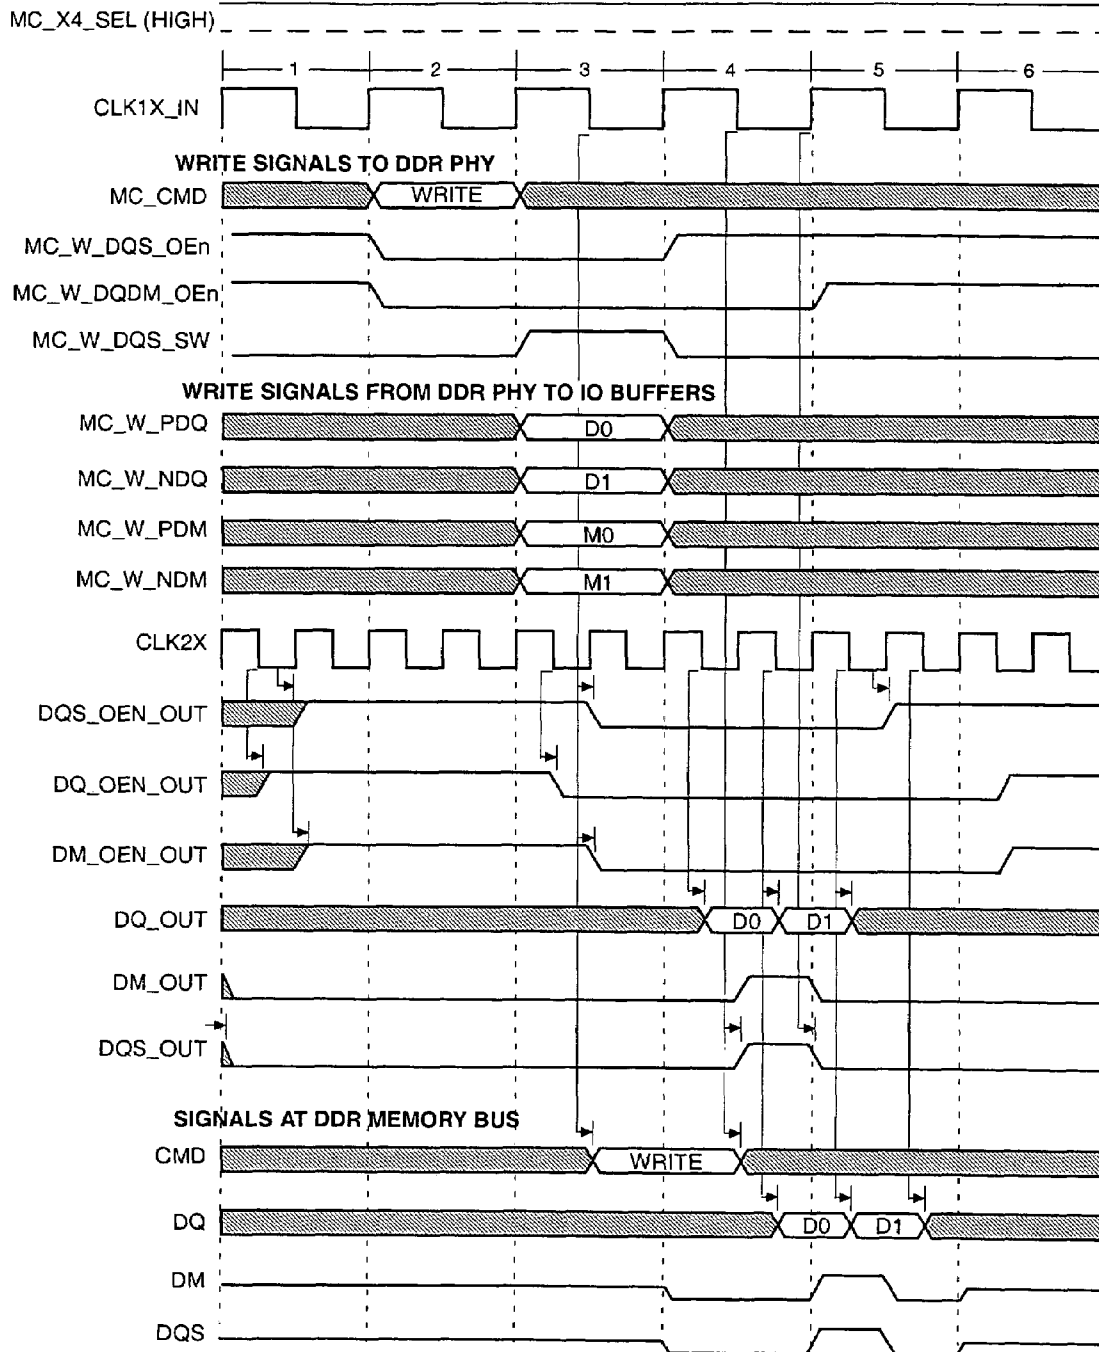 MC_X4_SEL (HIGH)
1 2 3 4 5 6
CLK1X_IN
WRITE SIGNALS TO DDR PHY
MC_CMD WRITE
MC_W_DQS_OEn
MC_W_DQDM_OEn
MC_W_DQS_SW
WRITE SIGNALS FROM DDR PHY TO IO BUFFERS
MC_W_PDQ D0
MC_W_NDQ D1
MC_W_PDM M0
MC_W_NDM M1
CLK2X
DQS_OEN_OUT
DQ_OEN_OUT
DM_OEN_OUT
DQ_OUT D0 D1
DM_OUT
DQS_OUT
SIGNALS AT DDR MEMORY BUS
CMD WRITE
DQ D0 D1
DM
DQS